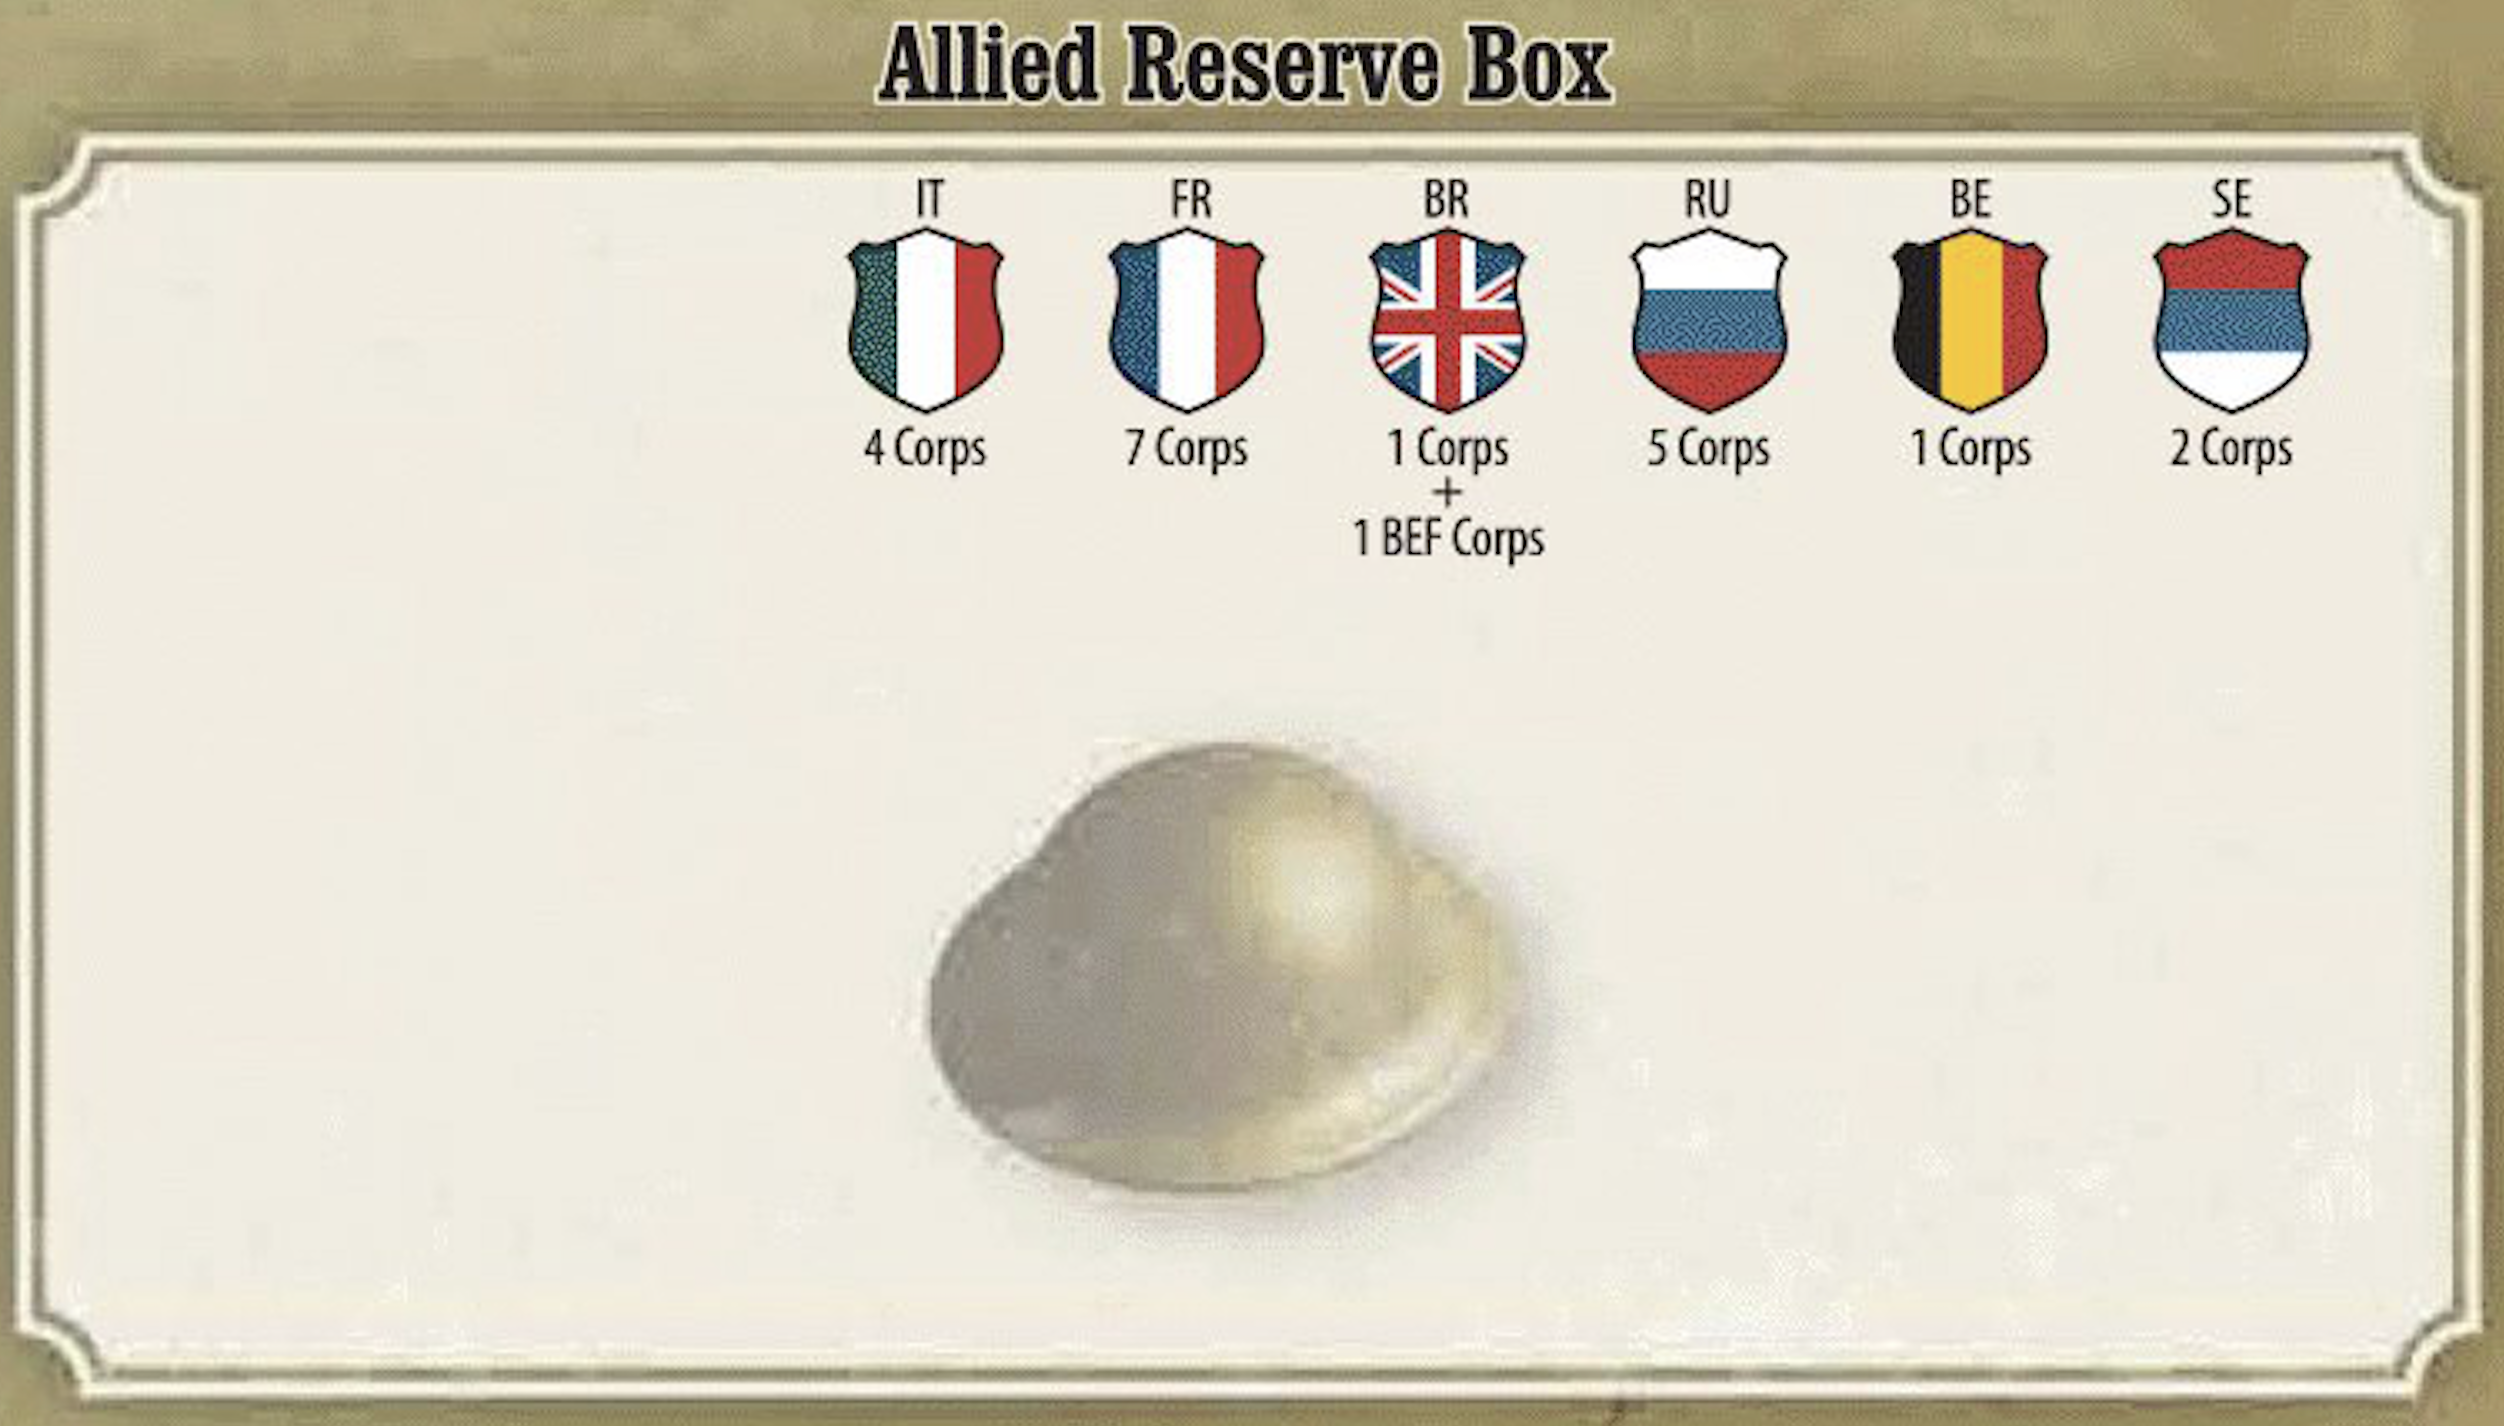 Allied Reserve Box
IT FR BR RU BE SE
4 Corps 7 Corps 1 Corps 5 Corps 1 Corps 2 Corps
+
1 BEF Corps